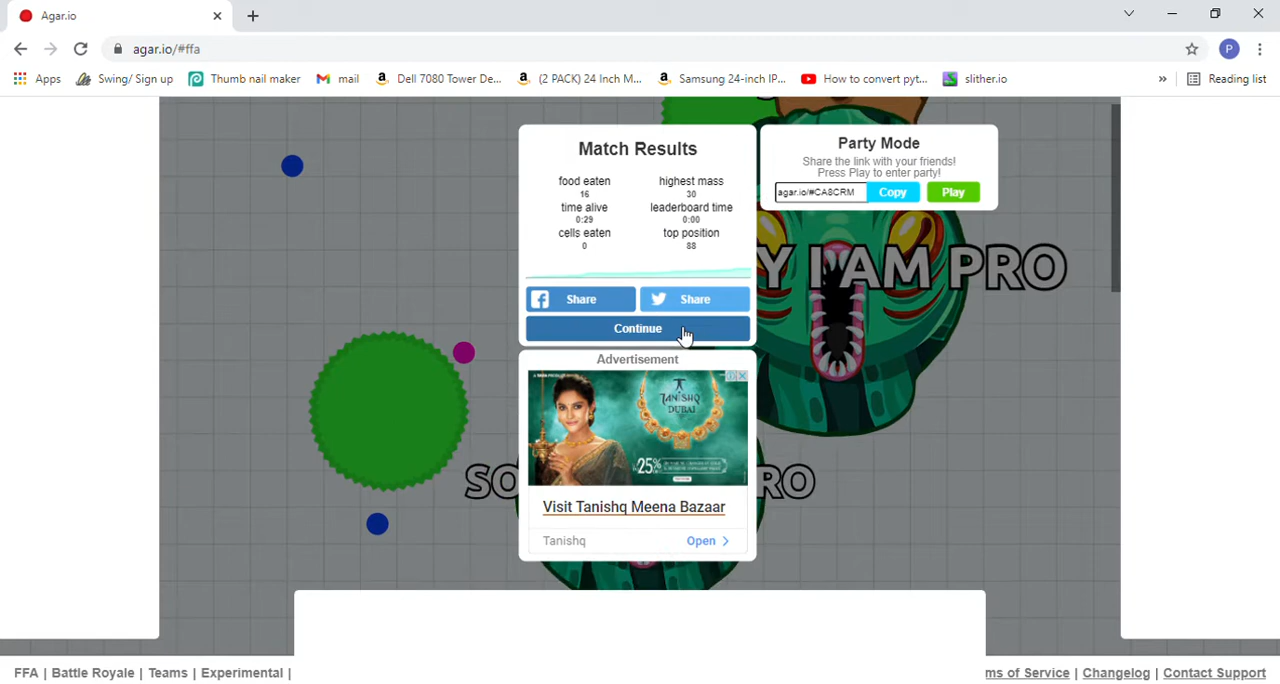 Agar.io
agar.io/#ffa
P
Apps Swing/ Sign up Thumb nail maker mail Dell 7080 Tower De... (2 PACK) 24 Inch M... Samsung 24-inch IP... How to convert pyt... slither.io » Reading list
Match Results
food eaten highest mass
16 30
time alive leaderboard time
0:29 0:00
cells eaten top position
0 88
Share Share
Continue
Party Mode
Share the link with your friends!
Press Play to enter party!
agar.io/#CA8CRM Copy Play
Y I AM PRO
Advertisement
TANISHQ
DUBAI
25%
SO RO
Visit Tanishq Meena Bazaar
Tanishq Open
FFA | Battle Royale | Teams | Experimental | ms of Service | Changelog | Contact Support